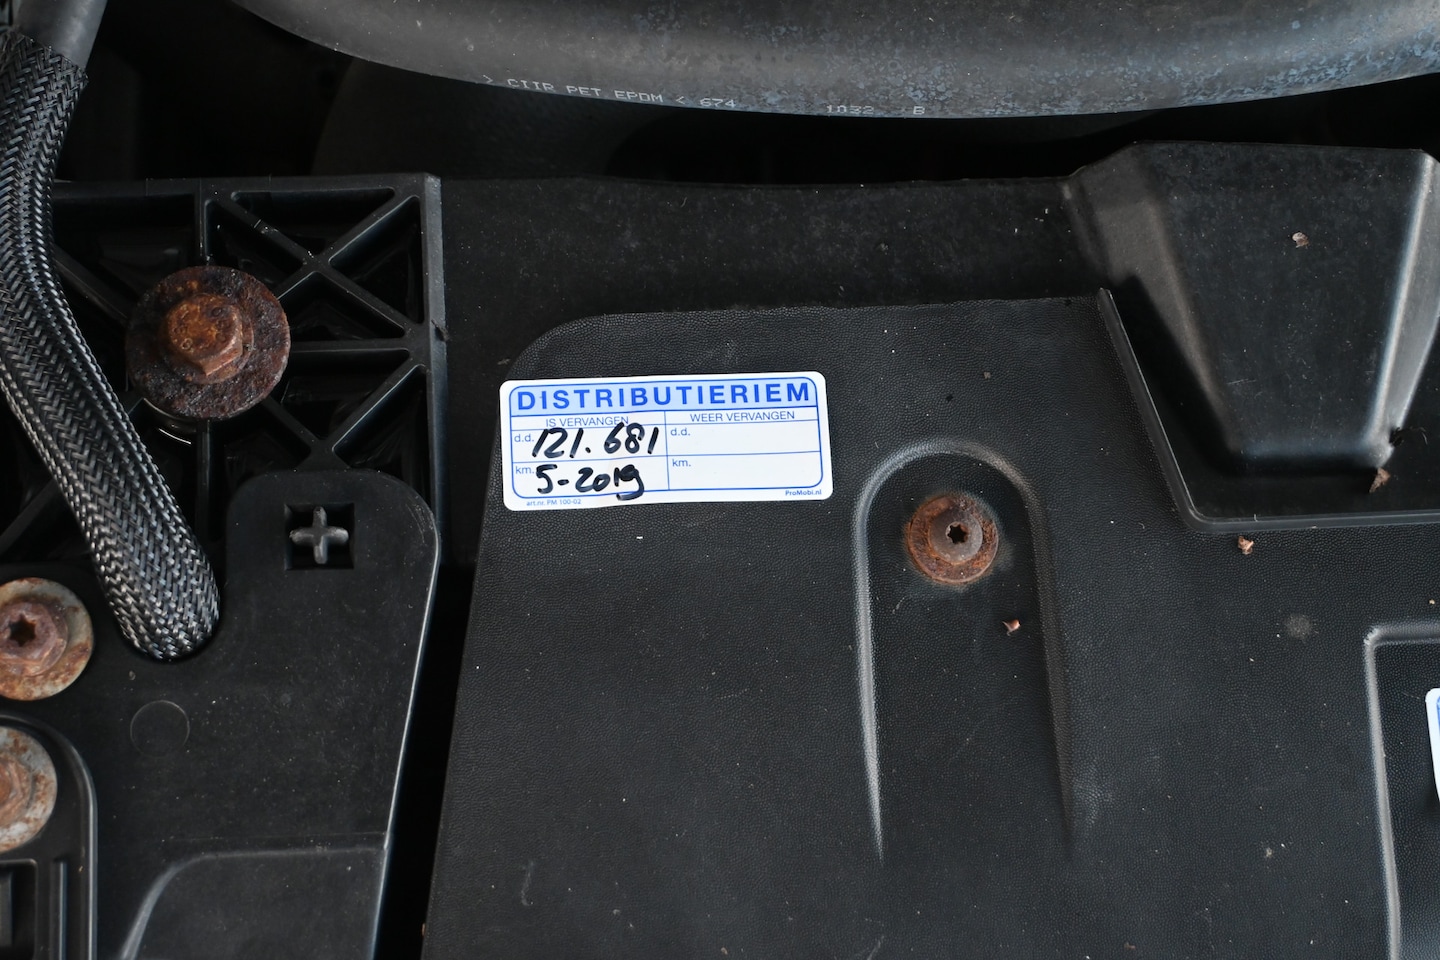 > CIIR PET EPDM < 674 1032 B
DISTRIBUTIERIEM
IS VERVANGEN WEER VERVANGEN
d.d. 121.681 d.d.
km. 5-2019 km.
art.nr. PM 100-02 ProMobi.nl